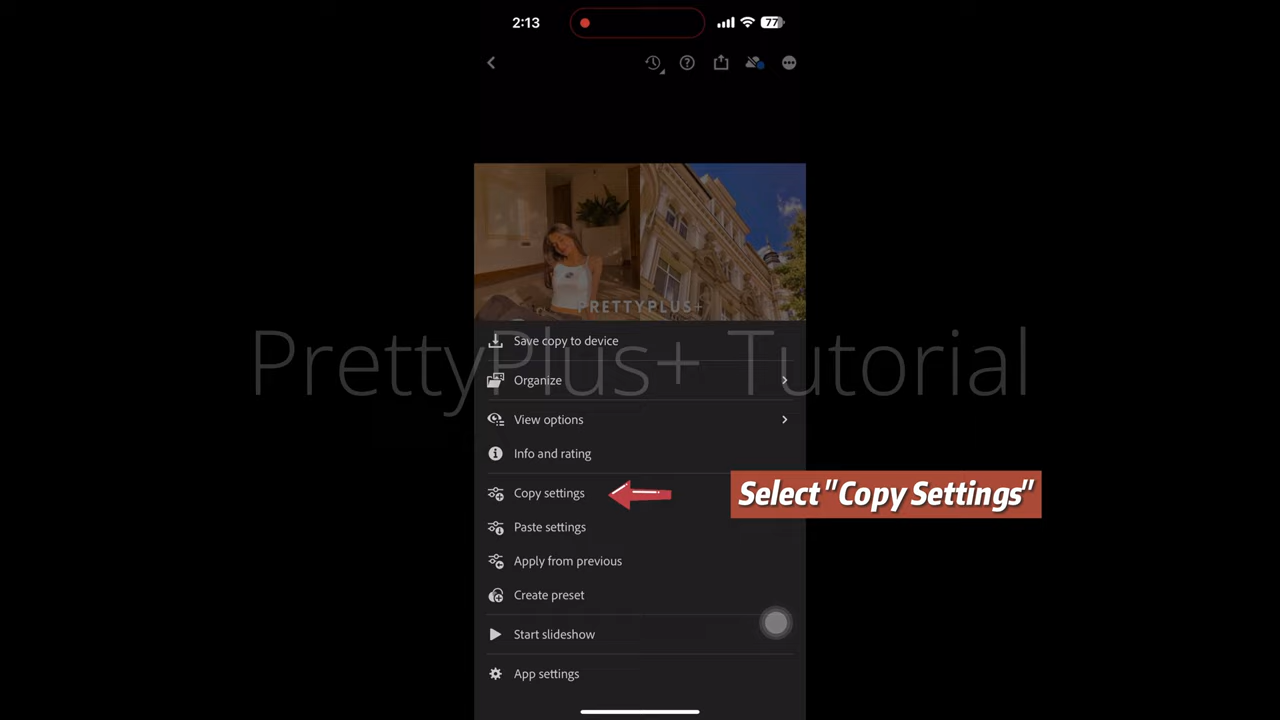 2:13
77
PRETTYPLUS+
Save copy to device
PrettyPlus+ Tutorial
Organize
View options
Info and rating
Copy settings
Select "Copy Settings"
Paste settings
Apply from previous
Create preset
Start slideshow
App settings